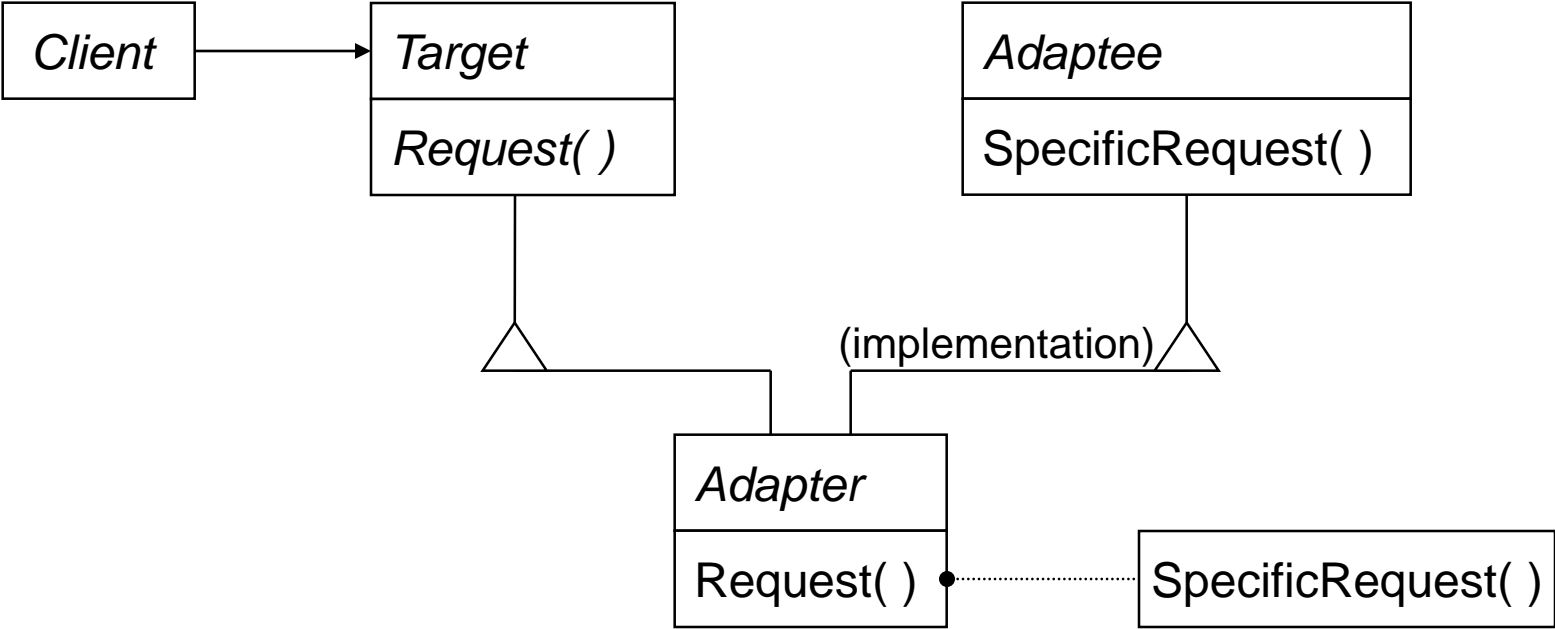 Client
Target
Adaptee
Request( )
SpecificRequest( )
(implementation)
Adapter
Request( )
SpecificRequest( )